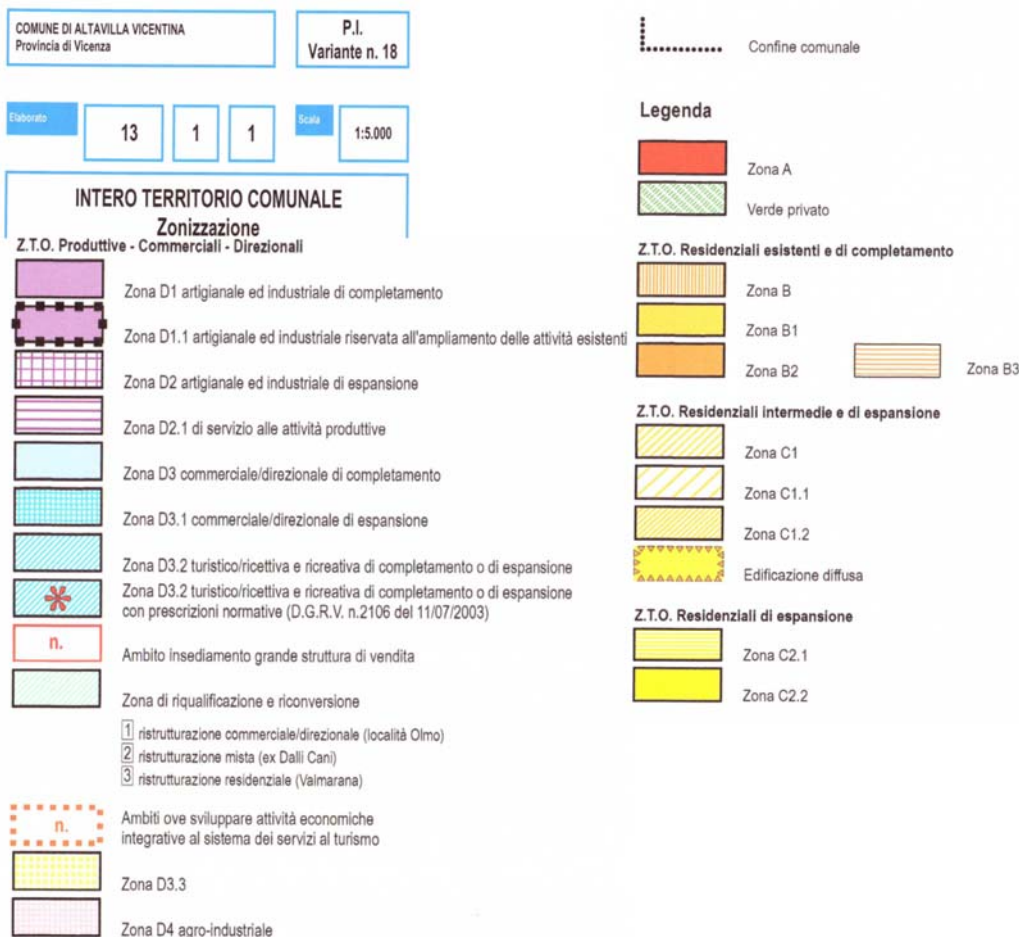 COMUNE DI ALTAVILLA VICENTINA
Provincia di Vicenza
P.I.
Variante n. 18
Elaborato
13
1
1
Scala
1:5.000
INTERO TERRITORIO COMUNALE
Zonizzazione
Z.T.O. Produttive - Commerciali - Direzionali
Zona D1 artigianale ed industriale di completamento
Zona D1.1 artigianale ed industriale riservata all'ampliamento delle attività esistenti
Zona D2 artigianale ed industriale di espansione
Zona D2.1 di servizio alle attività produttive
Zona D3 commerciale/direzionale di completamento
Zona D3.1 commerciale/direzionale di espansione
Zona D3.2 turistico/ricettiva e ricreativa di completamento o di espansione
Zona D3.2 turistico/ricettiva e ricreativa di completamento o di espansione
con prescrizioni normative (D.G.R.V. n.2106 del 11/07/2003)
n.
Ambito insediamento grande struttura di vendita
Zona di riqualificazione e riconversione
1 ristrutturazione commerciale/direzionale (località Olmo)
2 ristrutturazione mista (ex Dalli Cani)
3 ristrutturazione residenziale (Valmarana)
n.
Ambiti ove sviluppare attività economiche
integrative al sistema dei servizi al turismo
Zona D3.3
Zona D4 agro-industriale
Confine comunale
Legenda
Zona A
Verde privato
Z.T.O. Residenziali esistenti e di completamento
Zona B
Zona B1
Zona B2
Zona B3
Z.T.O. Residenziali intermedie e di espansione
Zona C1
Zona C1.1
Zona C1.2
Edificazione diffusa
Z.T.O. Residenziali di espansione
Zona C2.1
Zona C2.2